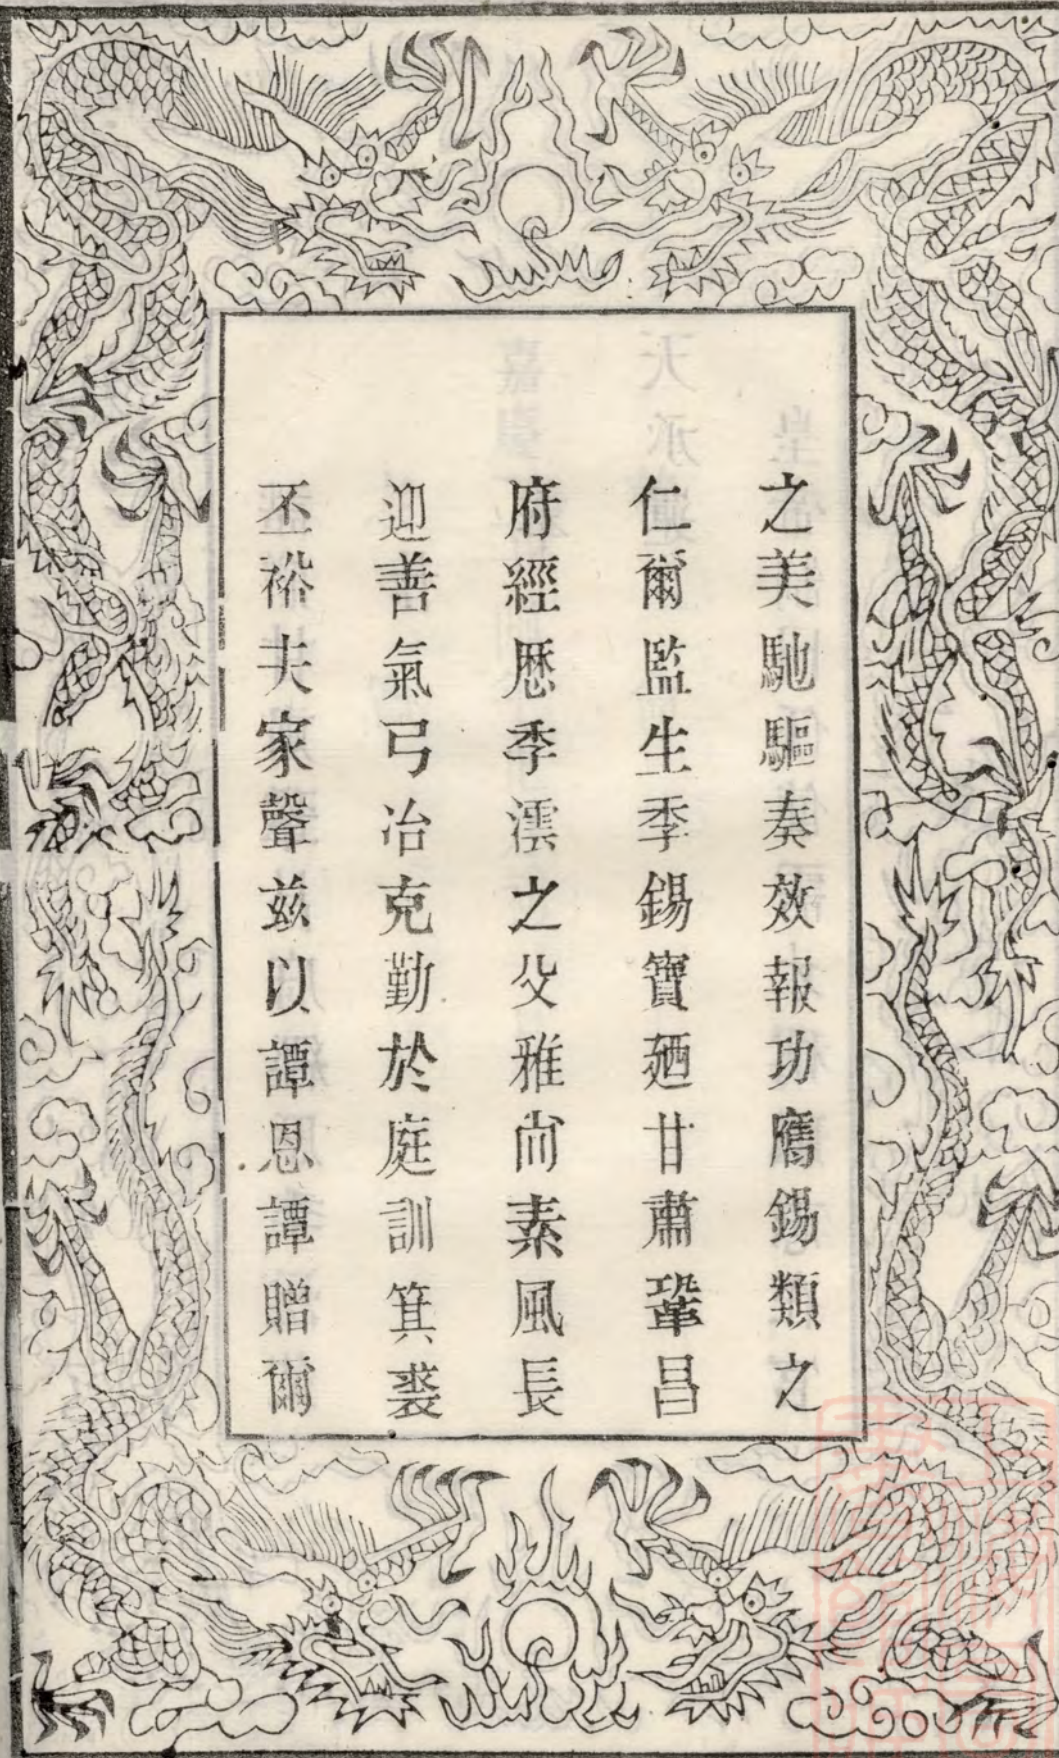 之美馳驅奏效報功膺錫類之
仁爾監生季錫寶廼甘肅鞏昌
府經厯季澐之父雅尚素風長
迎善氣弓冶克勤於庭訓箕裘
丕裕夫家聲兹以譚恩譚贈爾